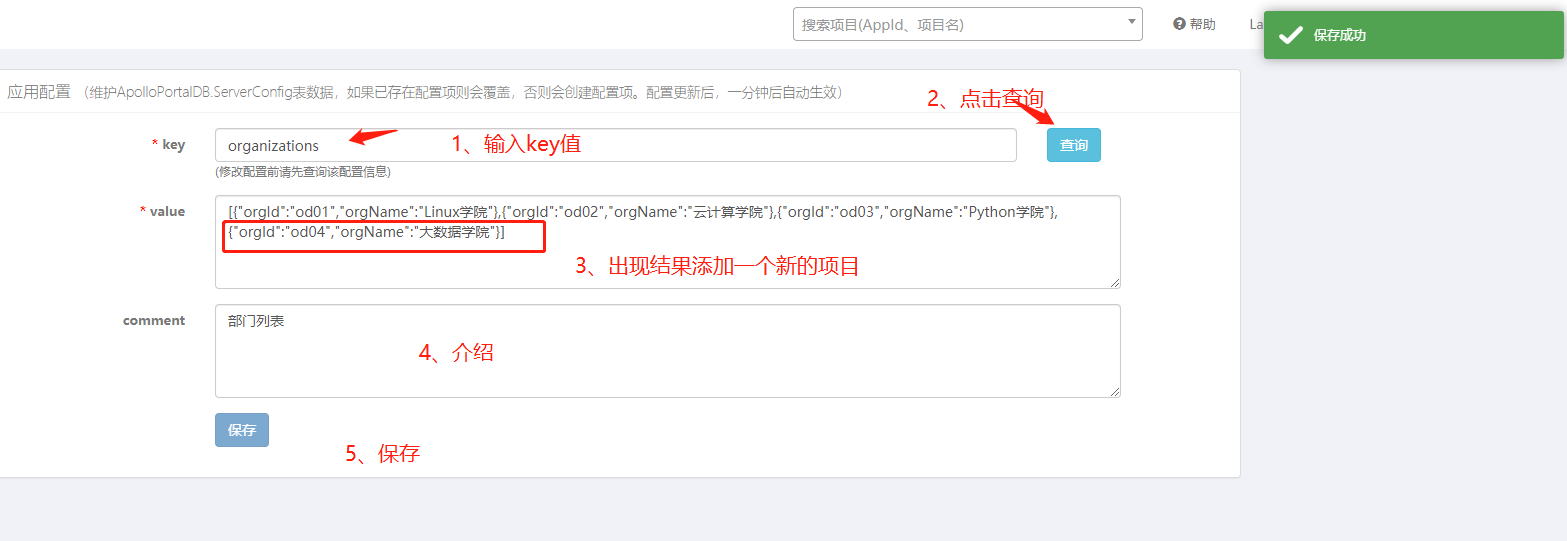 搜索项目(AppId、项目名)
帮助
La
保存成功
应用配置 (维护ApolloPortalDB.ServerConfig表数据，如果已存在配置项则会覆盖，否则会创建配置项。配置更新后，一分钟后自动生效)
2、点击查询
* key
organizations
1、输入key值
查询
(修改配置前请先查询该配置信息)
* value
[{"orgId":"od01","orgName":"Linux学院"},{"orgId":"od02","orgName":"云计算学院"},{"orgId":"od03","orgName":"Python学院"},
{"orgId":"od04","orgName":"大数据学院"}]
3、出现结果添加一个新的项目
comment
部门列表
4、介绍
保存
5、保存